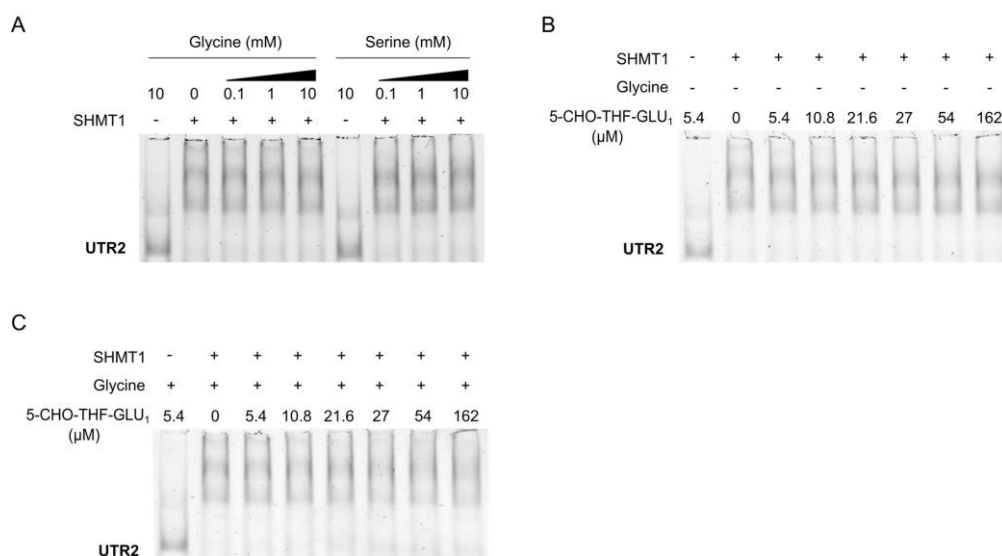 A
Glycine (mM) Serine (mM)
10 0 0.1 1 10 10 0.1 1 10
SHMT1 - + + + + - + + +
UTR2
B
SHMT1 - + + + + + + +
Glycine - - - - - - - -
5-CHO-THF-GLU₁ 5.4 0 5.4 10.8 21.6 27 54 162
(µM)
UTR2
C
SHMT1 - + + + + + + +
Glycine + + + + + + + +
5-CHO-THF-GLU₁ 5.4 0 5.4 10.8 21.6 27 54 162
(µM)
UTR2